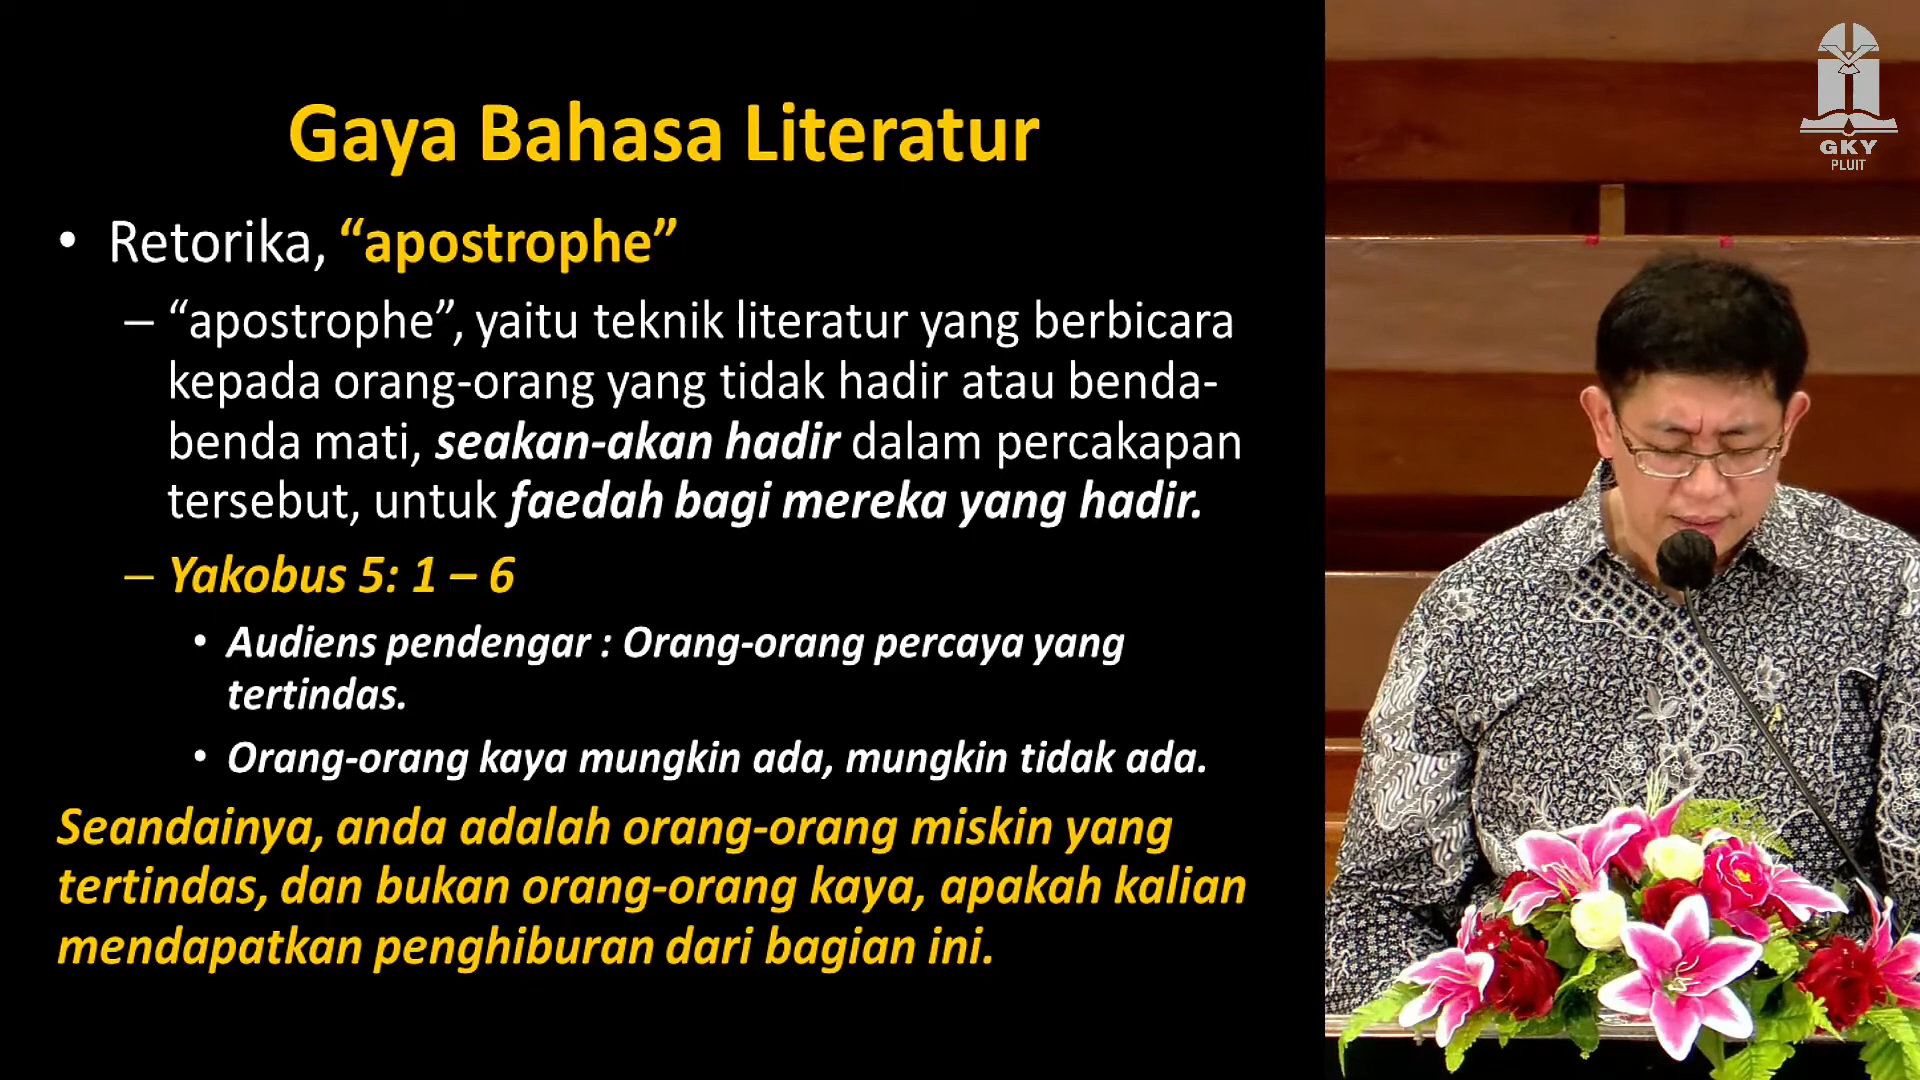 Gaya Bahasa Literatur
• Retorika, “apostrophe”
– “apostrophe”, yaitu teknik literatur yang berbicara
kepada orang-orang yang tidak hadir atau benda-
benda mati, seakan-akan hadir dalam percakapan
tersebut, untuk faedah bagi mereka yang hadir.
– Yakobus 5: 1 – 6
• Audiens pendengar : Orang-orang percaya yang
tertindas.
• Orang-orang kaya mungkin ada, mungkin tidak ada.
Seandainya, anda adalah orang-orang miskin yang
tertindas, dan bukan orang-orang kaya, apakah kalian
mendapatkan penghiburan dari bagian ini.
GKY
PLUIT